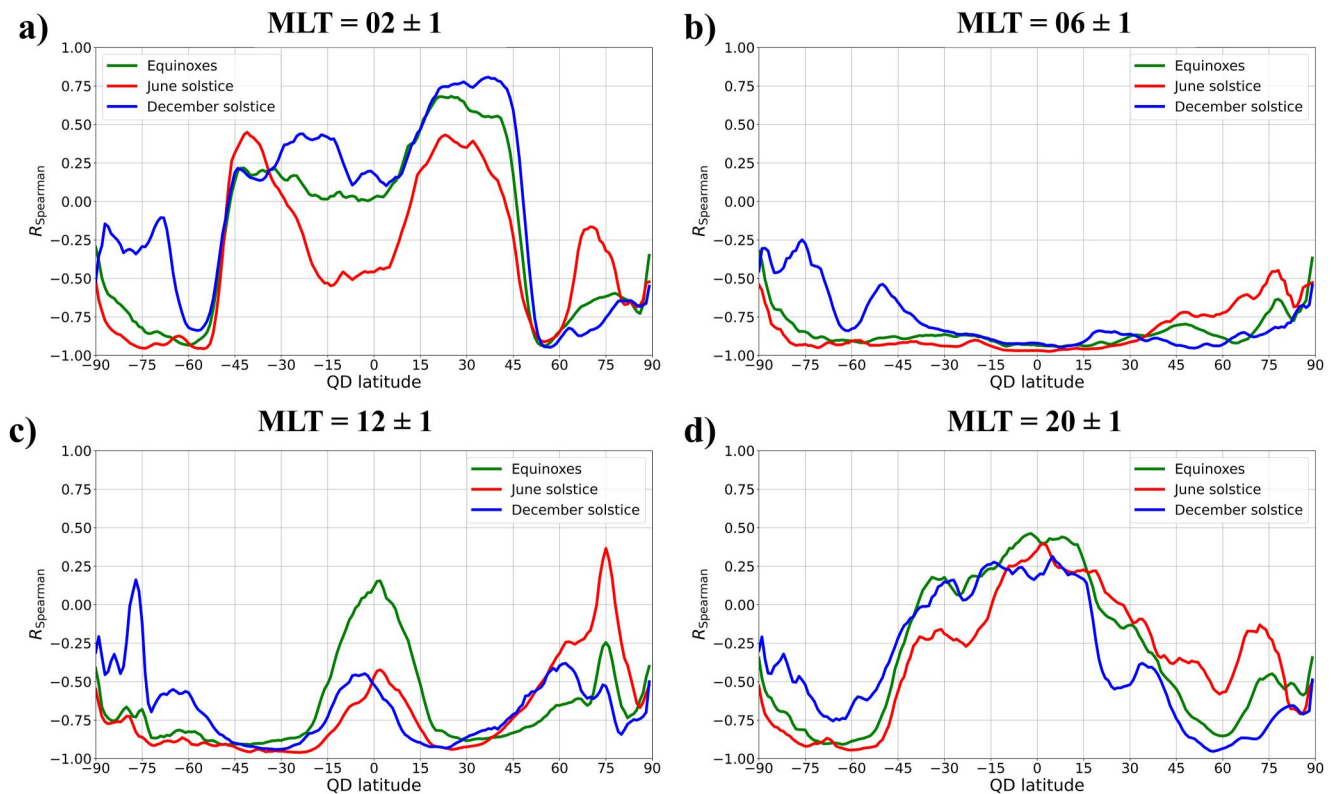 a) MLT = 02 ± 1
1.00
0.75
0.50
0.25
0.00
−0.25
−0.50
−0.75
−1.00
R_Spearman
Equinoxes
June solstice
December solstice
−90 −75 −60 −45 −30 −15 0 15 30 45 60 75 90
QD latitude
b) MLT = 06 ± 1
1.00
0.75
0.50
0.25
0.00
−0.25
−0.50
−0.75
−1.00
R_Spearman
Equinoxes
June solstice
December solstice
−90 −75 −60 −45 −30 −15 0 15 30 45 60 75 90
QD latitude
c) MLT = 12 ± 1
1.00
0.75
0.50
0.25
0.00
−0.25
−0.50
−0.75
−1.00
R_Spearman
Equinoxes
June solstice
December solstice
−90 −75 −60 −45 −30 −15 0 15 30 45 60 75 90
QD latitude
d) MLT = 20 ± 1
1.00
0.75
0.50
0.25
0.00
−0.25
−0.50
−0.75
−1.00
R_Spearman
Equinoxes
June solstice
December solstice
−90 −75 −60 −45 −30 −15 0 15 30 45 60 75 90
QD latitude